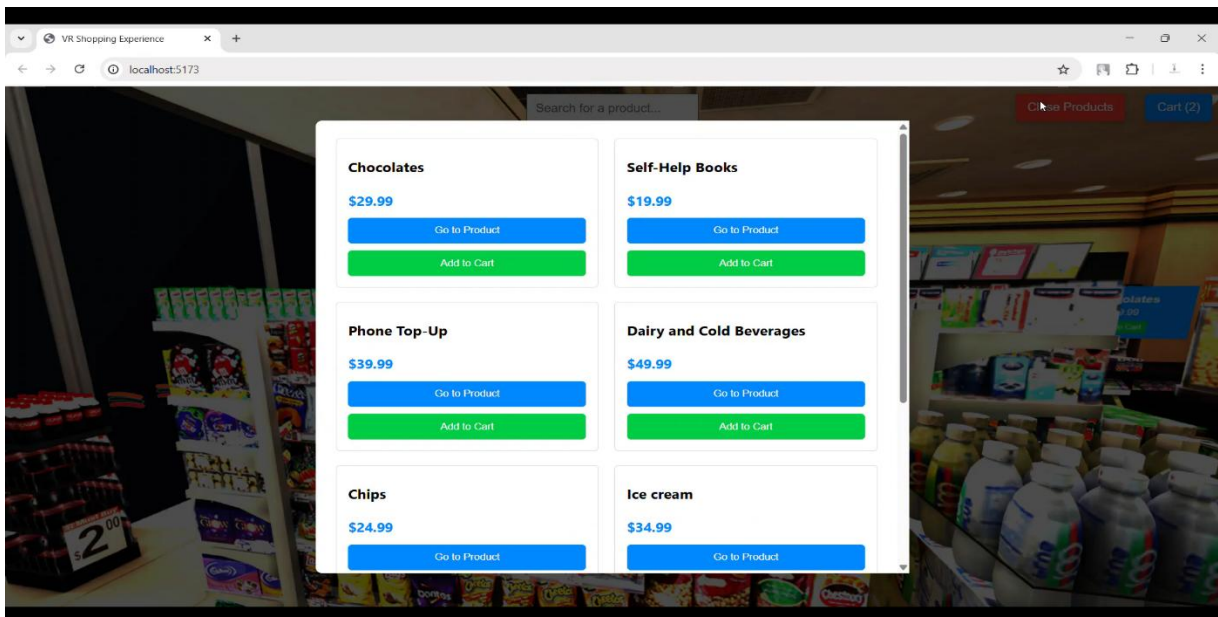 VR Shopping Experience
localhost:5173
Search for a product...
Close Products
Cart (2)
Chocolates
$29.99
Go to Product
Add to Cart
Self-Help Books
$19.99
Go to Product
Add to Cart
Phone Top-Up
$39.99
Go to Product
Add to Cart
Dairy and Cold Beverages
$49.99
Go to Product
Add to Cart
Chips
$24.99
Go to Product
Ice cream
$34.99
Go to Product
$2.00
Cheetos